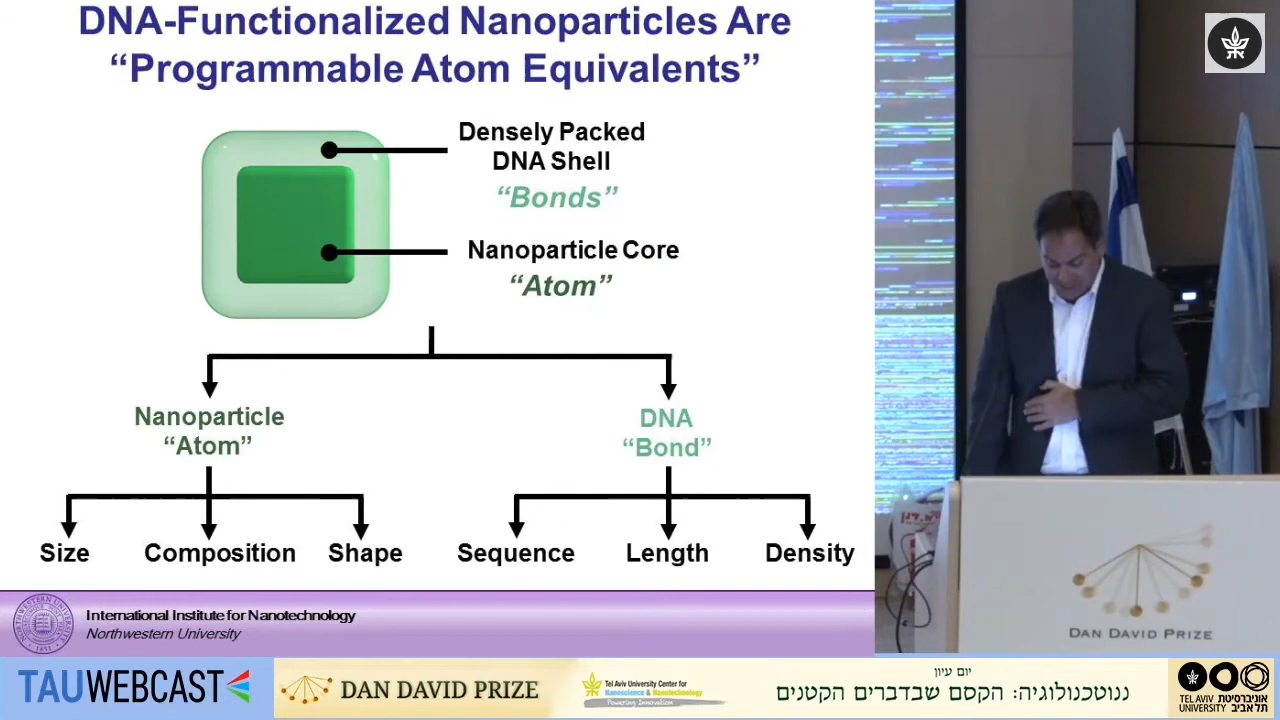 DNA-Functionalized Nanoparticles Are
“Programmable Atom Equivalents”
Densely Packed
DNA Shell
“Bonds”
Nanoparticle Core
“Atom”
Nanoparticle
“Atom”
DNA
“Bond”
Size
Composition
Shape
Sequence
Length
Density
International Institute for Nanotechnology
Northwestern University
DAN DAVID PRIZE
TAUWEBCAST
DAN DAVID PRIZE
Tel Aviv University Center for
Nanoscience & Nanotechnology
Powering Innovation
יום עיון
ננוטכנולוגיה: הקסם שבדברים הקטנים
TEL AVIV אוניברסיטת
UNIVERSITY תל אביב